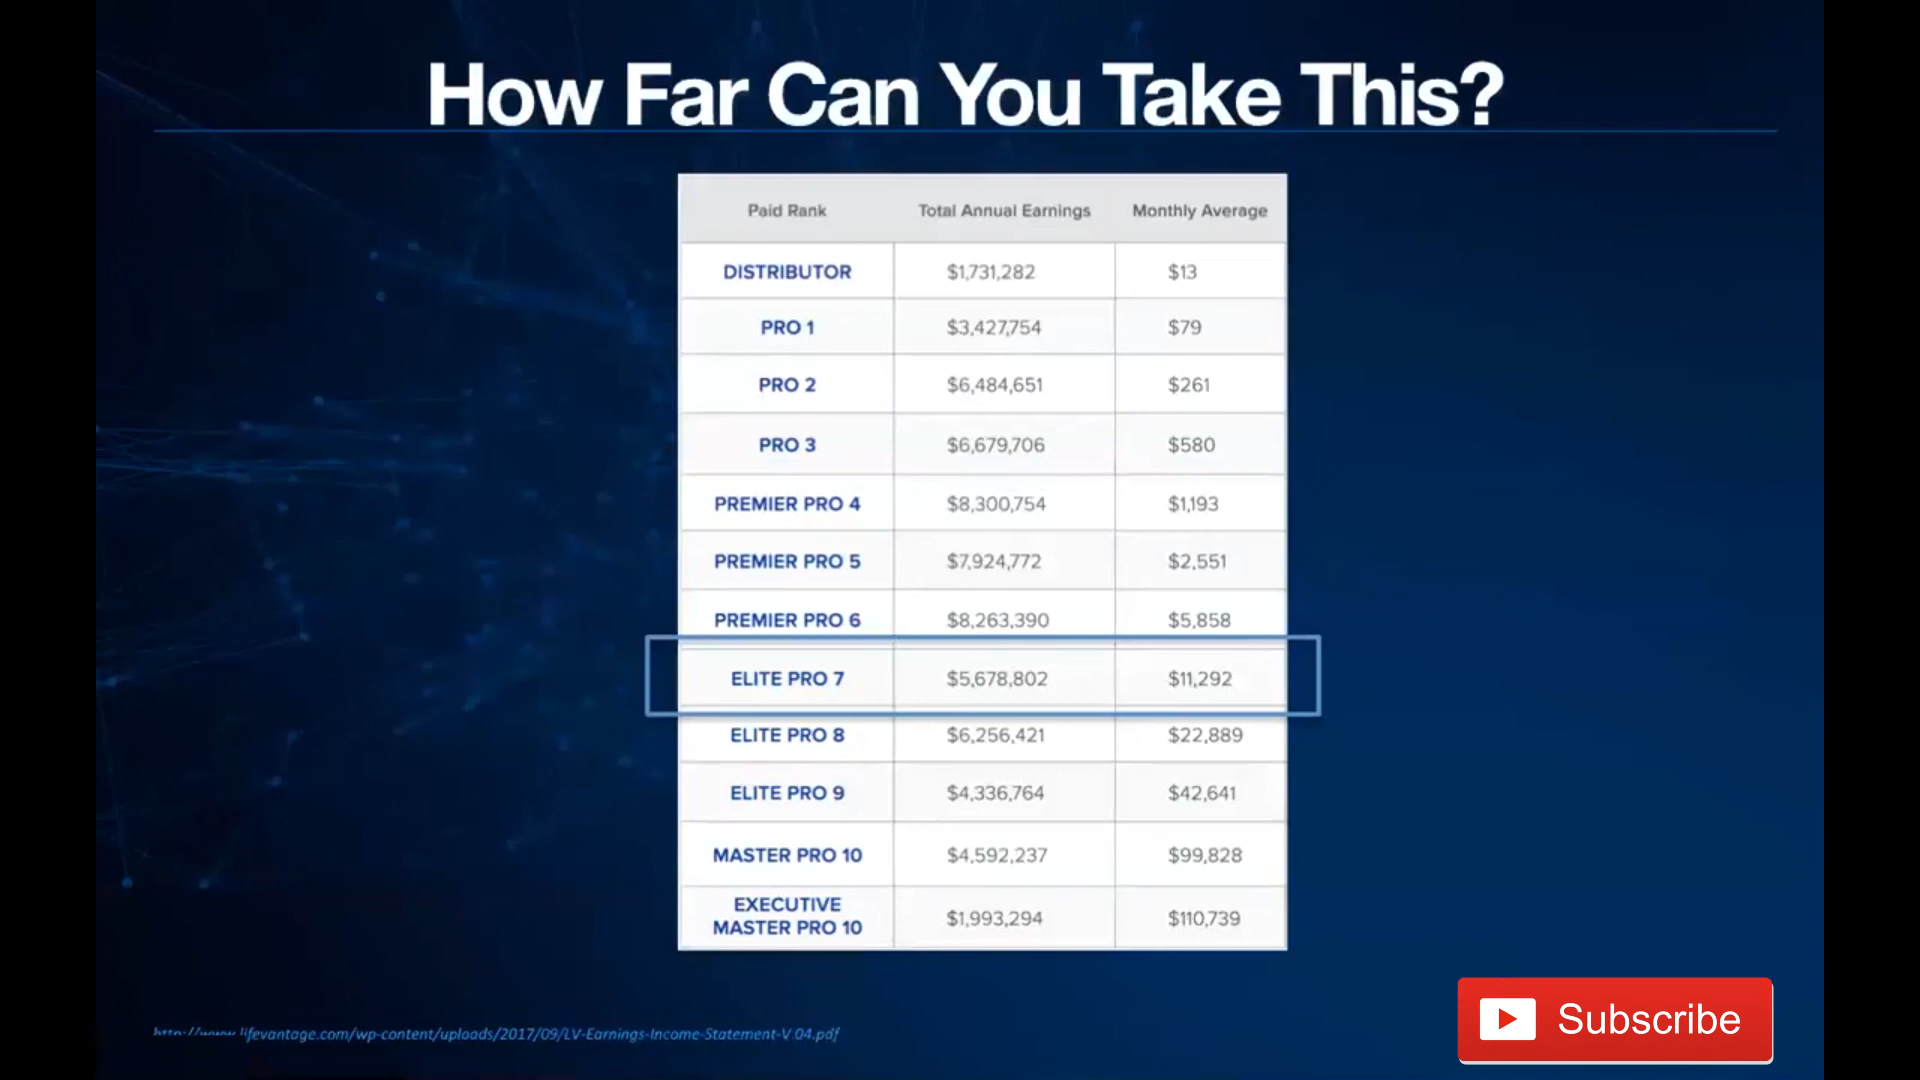 How Far Can You Take This?
Paid Rank Total Annual Earnings Monthly Average
DISTRIBUTOR $1,731,282 $13
PRO 1 $3,427,754 $79
PRO 2 $6,484,651 $261
PRO 3 $6,679,706 $580
PREMIER PRO 4 $8,300,754 $1,193
PREMIER PRO 5 $7,924,772 $2,551
PREMIER PRO 6 $8,263,390 $5,858
ELITE PRO 7 $5,678,802 $11,292
ELITE PRO 8 $6,256,421 $22,889
ELITE PRO 9 $4,336,764 $42,641
MASTER PRO 10 $4,592,237 $99,828
EXECUTIVE
MASTER PRO 10 $1,993,294 $110,739
http://www.lifevantage.com/wp-content/uploads/2017/09/LV-Earnings-Income-Statement-V.04.pdf
Subscribe